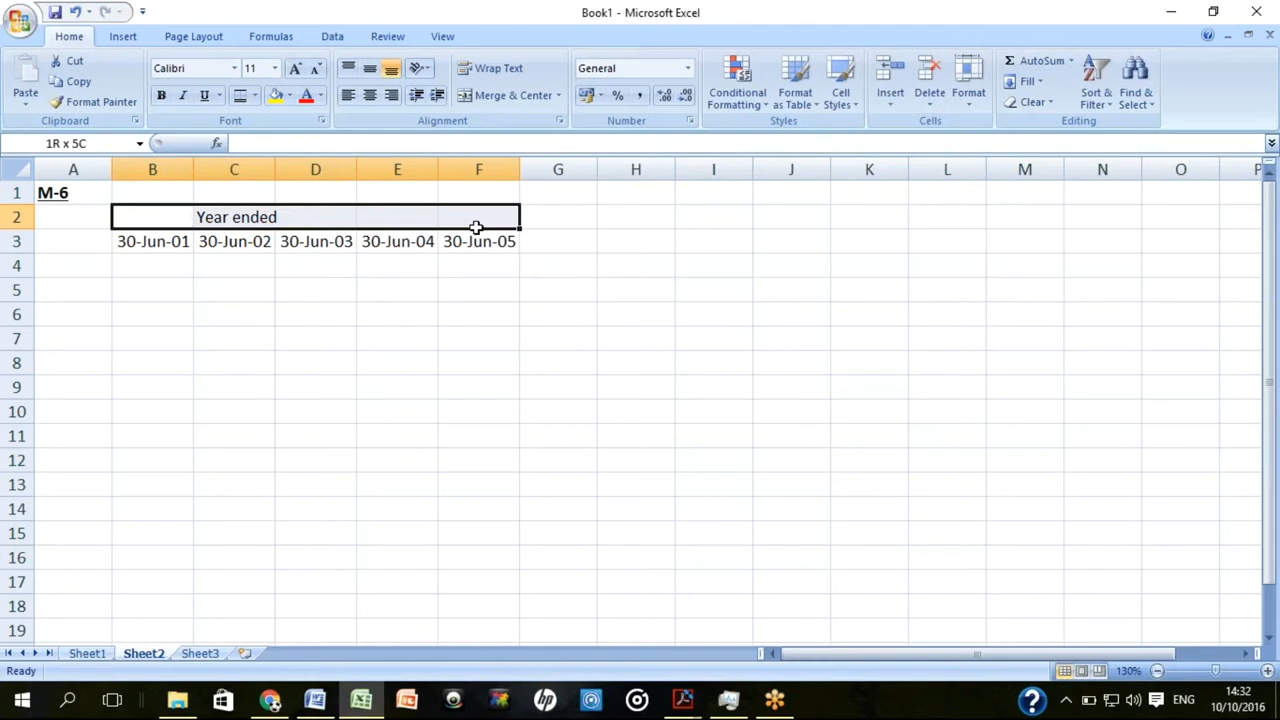 Book1 - Microsoft Excel
Home Insert Page Layout Formulas Data Review View
Paste
Cut
Copy
Format Painter
Clipboard
Calibri 11
B I U
Font
Wrap Text
Merge & Center
Alignment
General
% ,
Number
Conditional Formatting
Format as Table
Cell Styles
Styles
Insert Delete Format
Cells
Σ AutoSum
Fill
Clear
Sort & Filter
Find & Select
Editing
1R x 5C fx
A B C D E F G H I J K L M N O P
1 M-6
2 Year ended
3 30-Jun-01 30-Jun-02 30-Jun-03 30-Jun-04 30-Jun-05
4
5
6
7
8
9
10
11
12
13
14
15
16
17
18
19
Sheet1 Sheet2 Sheet3
Ready 130%
ENG 14:32
10/10/2016